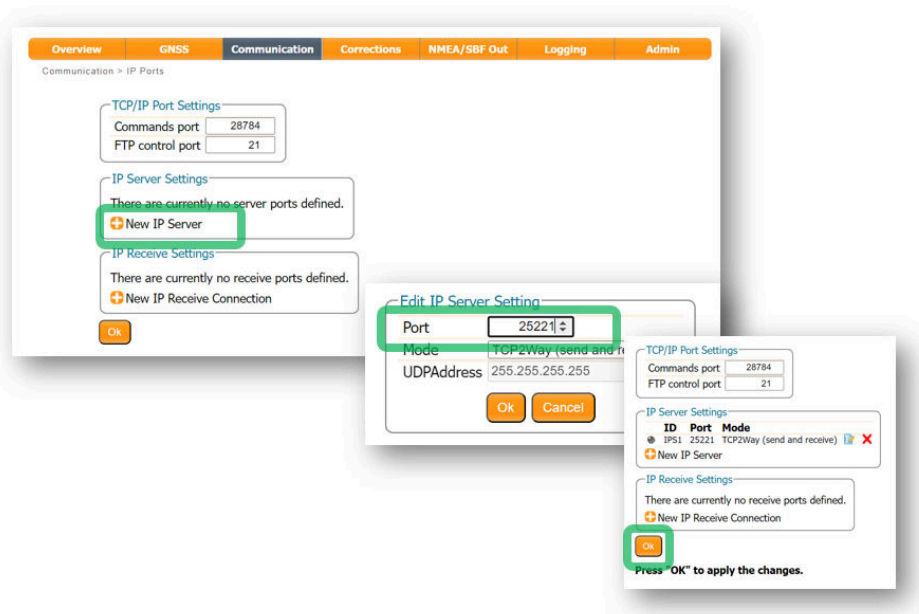 Overview GNSS Communication Corrections NMEA/SBF Out Logging Admin
Communication > IP Ports
TCP/IP Port Settings
Commands port 28784
FTP control port 21
IP Server Settings
There are currently no server ports defined.
New IP Server
IP Receive Settings
There are currently no receive ports defined.
New IP Receive Connection
Ok
Edit IP Server Setting
Port 25221
Mode TCP2Way (send and re
UDPAddress 255.255.255.255
Ok Cancel
TCP/IP Port Settings
Commands port 28784
FTP control port 21
IP Server Settings
ID Port Mode
IPS1 25221 TCP2Way (send and receive)
New IP Server
IP Receive Settings
There are currently no receive ports defined.
New IP Receive Connection
Ok
Press "OK" to apply the changes.